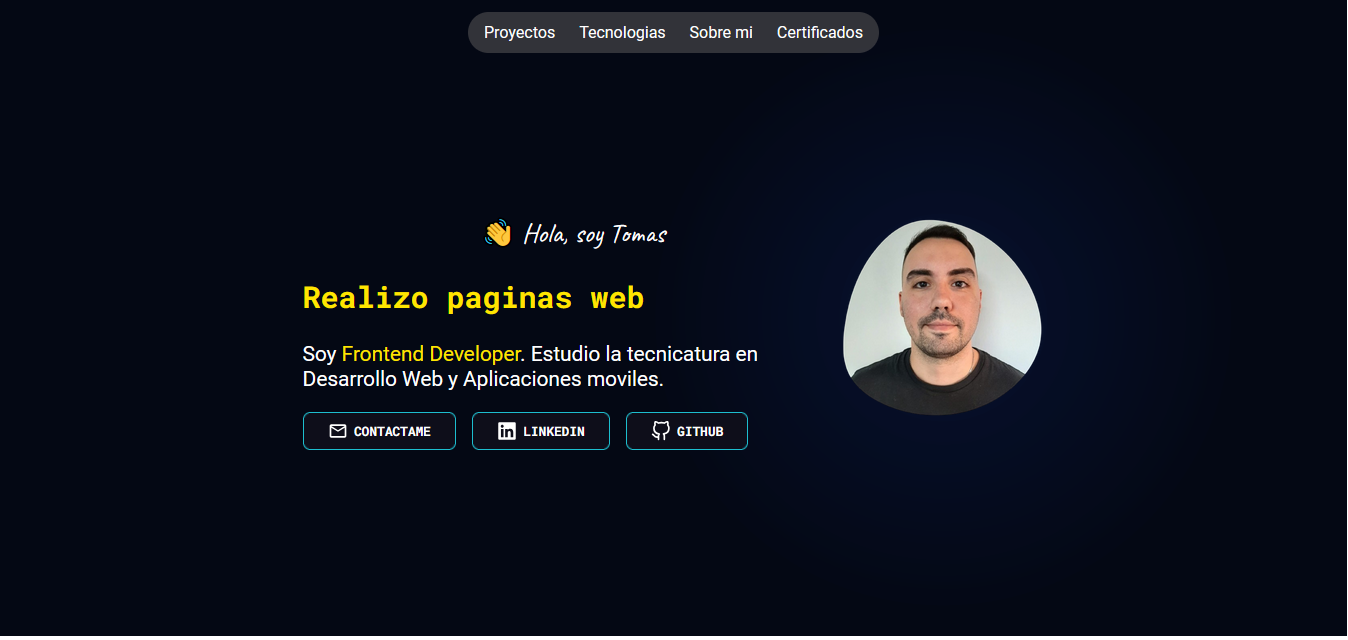 Proyectos Tecnologias Sobre mi Certificados
👋 Hola, soy Tomas
Realizo paginas web
Soy Frontend Developer. Estudio la tecnicatura en
Desarrollo Web y Aplicaciones moviles.
CONTACTAME LINKEDIN GITHUB